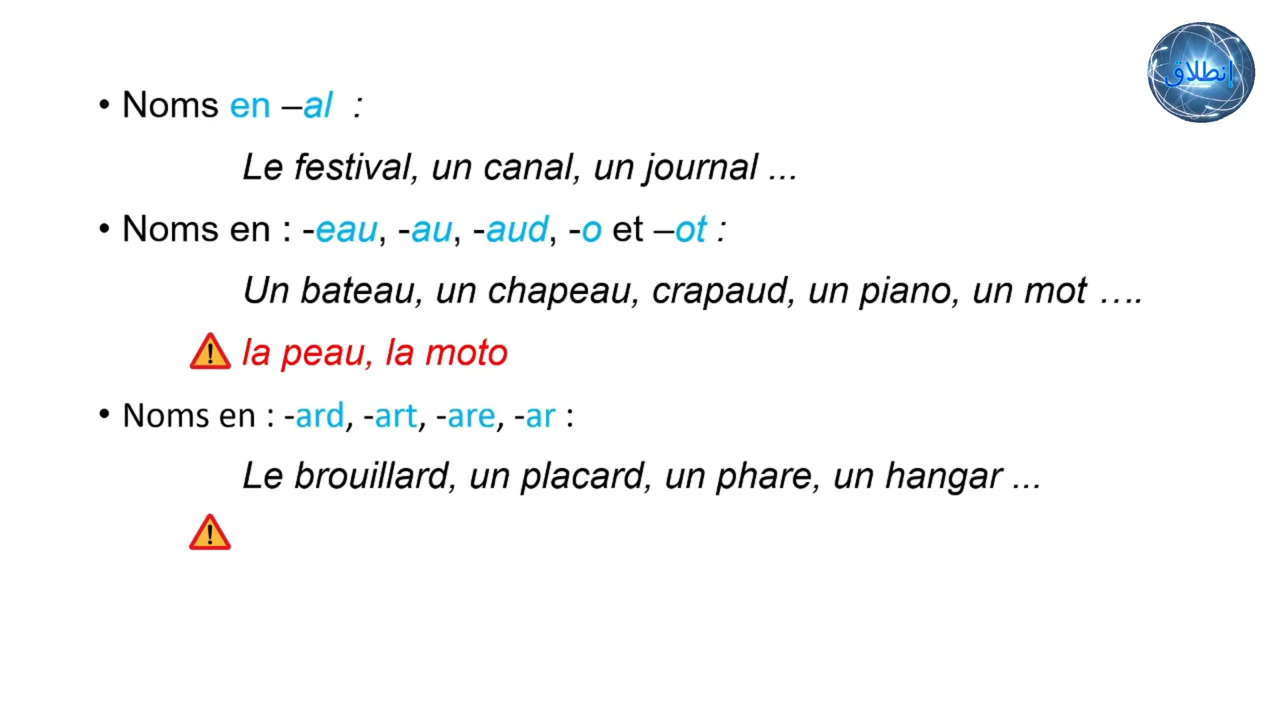 إنطلاق
• Noms en –al :
Le festival, un canal, un journal ...
• Noms en : -eau, -au, -aud, -o et –ot :
Un bateau, un chapeau, crapaud, un piano, un mot ….
la peau, la moto
• Noms en : -ard, -art, -are, -ar :
Le brouillard, un placard, un phare, un hangar ...